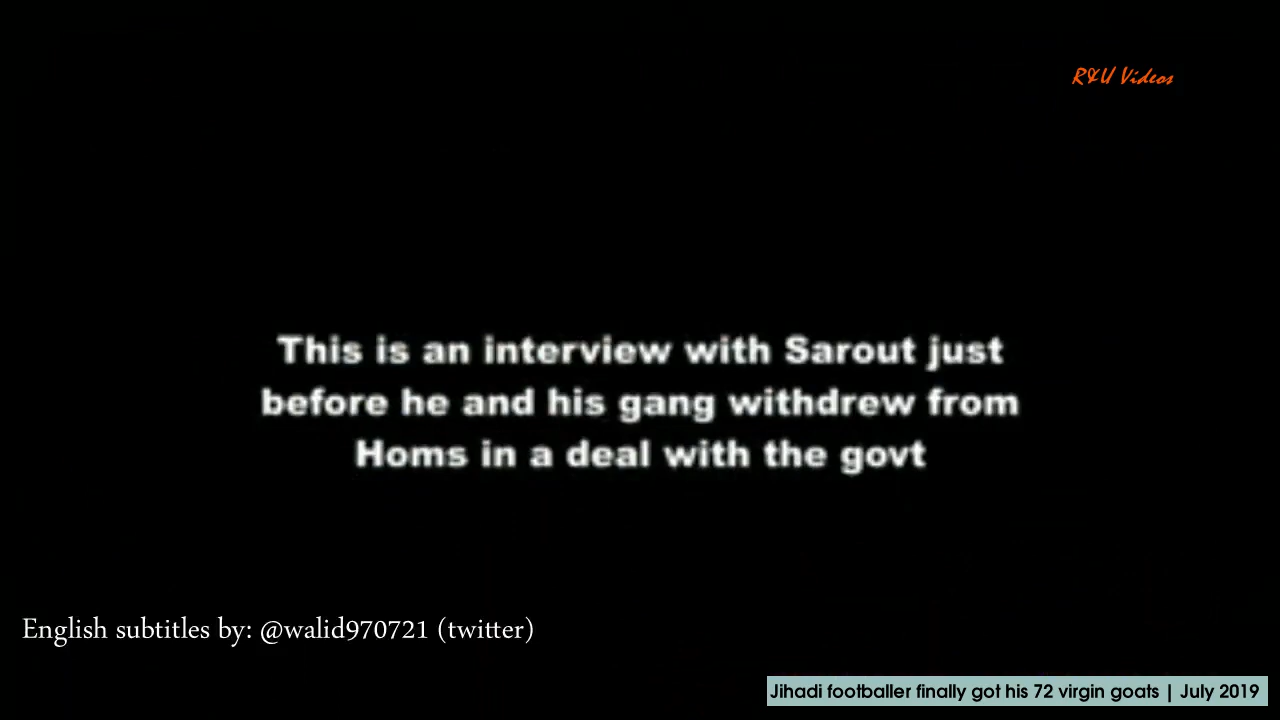 R&U Videos
This is an interview with Sarout just
before he and his gang withdrew from
Homs in a deal with the govt
English subtitles by: @walid970721 (twitter)
Jihadi footballer finally got his 72 virgin goats | July 2019